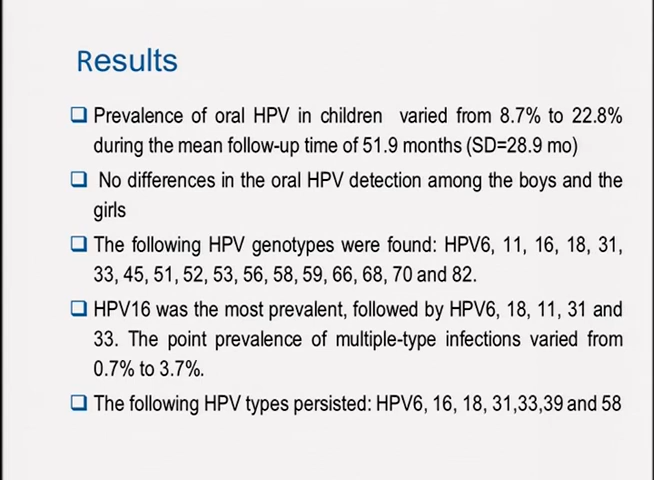 Results
❑ Prevalence of oral HPV in children varied from 8.7% to 22.8%
during the mean follow-up time of 51.9 months (SD=28.9 mo)
❑ No differences in the oral HPV detection among the boys and the
girls
❑ The following HPV genotypes were found: HPV6, 11, 16, 18, 31,
33, 45, 51, 52, 53, 56, 58, 59, 66, 68, 70 and 82.
❑ HPV16 was the most prevalent, followed by HPV6, 18, 11, 31 and
33. The point prevalence of multiple-type infections varied from
0.7% to 3.7%.
❑ The following HPV types persisted: HPV6, 16, 18, 31,33,39 and 58